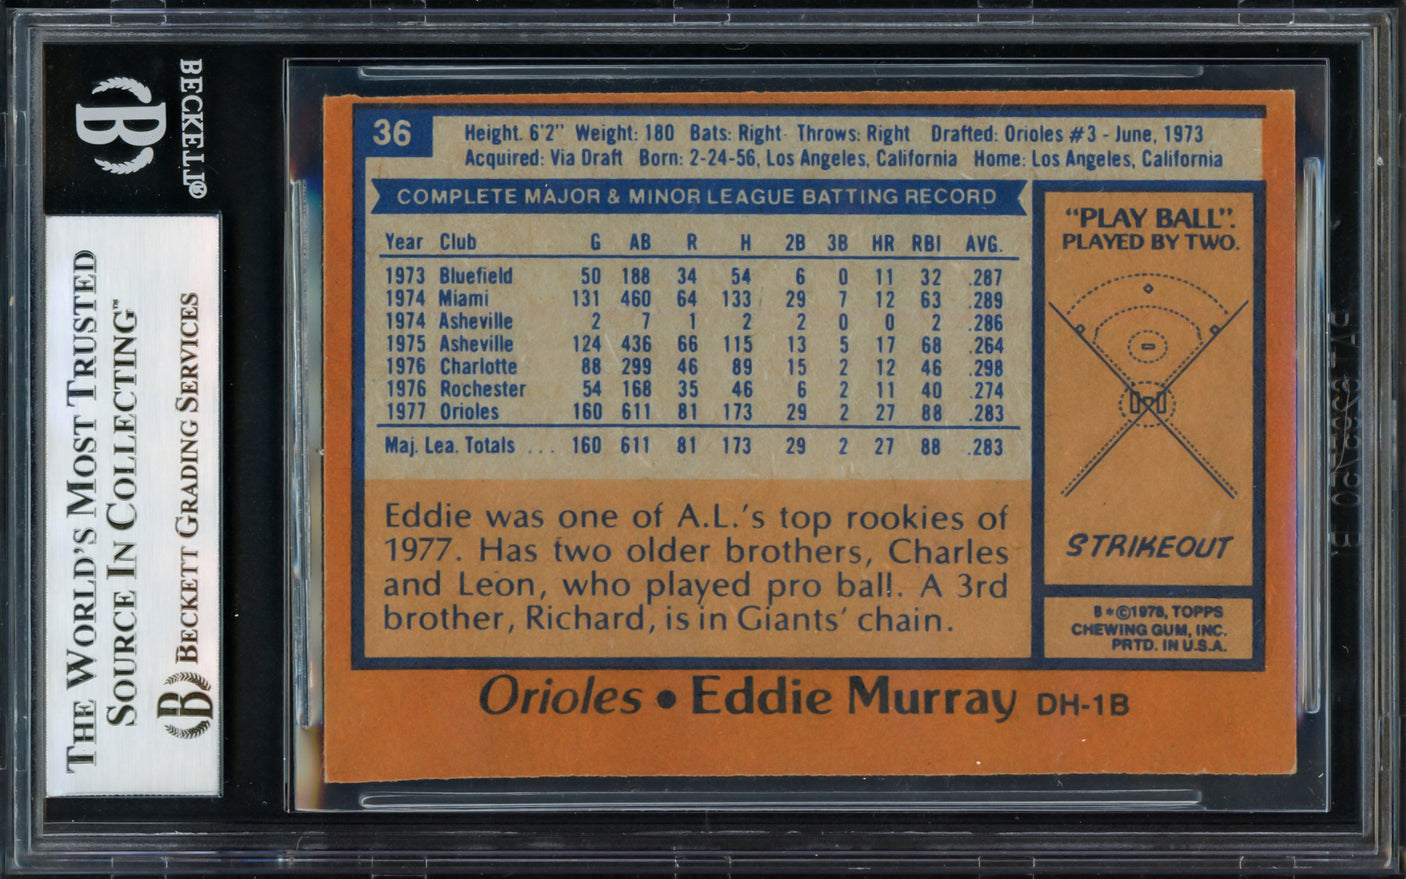 BECKETT®
THE WORLD'S MOST TRUSTED
SOURCE IN COLLECTING™
BECKETT GRADING SERVICES
36
Height. 6'2" Weight: 180 Bats: Right Throws: Right Drafted: Orioles #3 - June, 1973
Acquired: Via Draft Born: 2-24-56, Los Angeles, California Home: Los Angeles, California
COMPLETE MAJOR & MINOR LEAGUE BATTING RECORD
Year Club G AB R H 2B 3B HR RBI AVG.
1973 Bluefield 50 188 34 54 6 0 11 32 .287
1974 Miami 131 460 64 133 29 7 12 63 .289
1974 Asheville 2 7 1 2 2 0 0 2 .286
1975 Asheville 124 436 66 115 13 5 17 68 .264
1976 Charlotte 88 299 46 89 15 2 12 46 .298
1976 Rochester 54 168 35 46 6 2 11 40 .274
1977 Orioles 160 611 81 173 29 2 27 88 .283
Maj. Lea. Totals ... 160 611 81 173 29 2 27 88 .283
Eddie was one of A.L.'s top rookies of
1977. Has two older brothers, Charles
and Leon, who played pro ball. A 3rd
brother, Richard, is in Giants' chain.
"PLAY BALL".
PLAYED BY TWO.
STRIKEOUT
B*©1978, TOPPS
CHEWING GUM, INC.
PRTD. IN U.S.A.
Orioles • Eddie Murray DH-1B